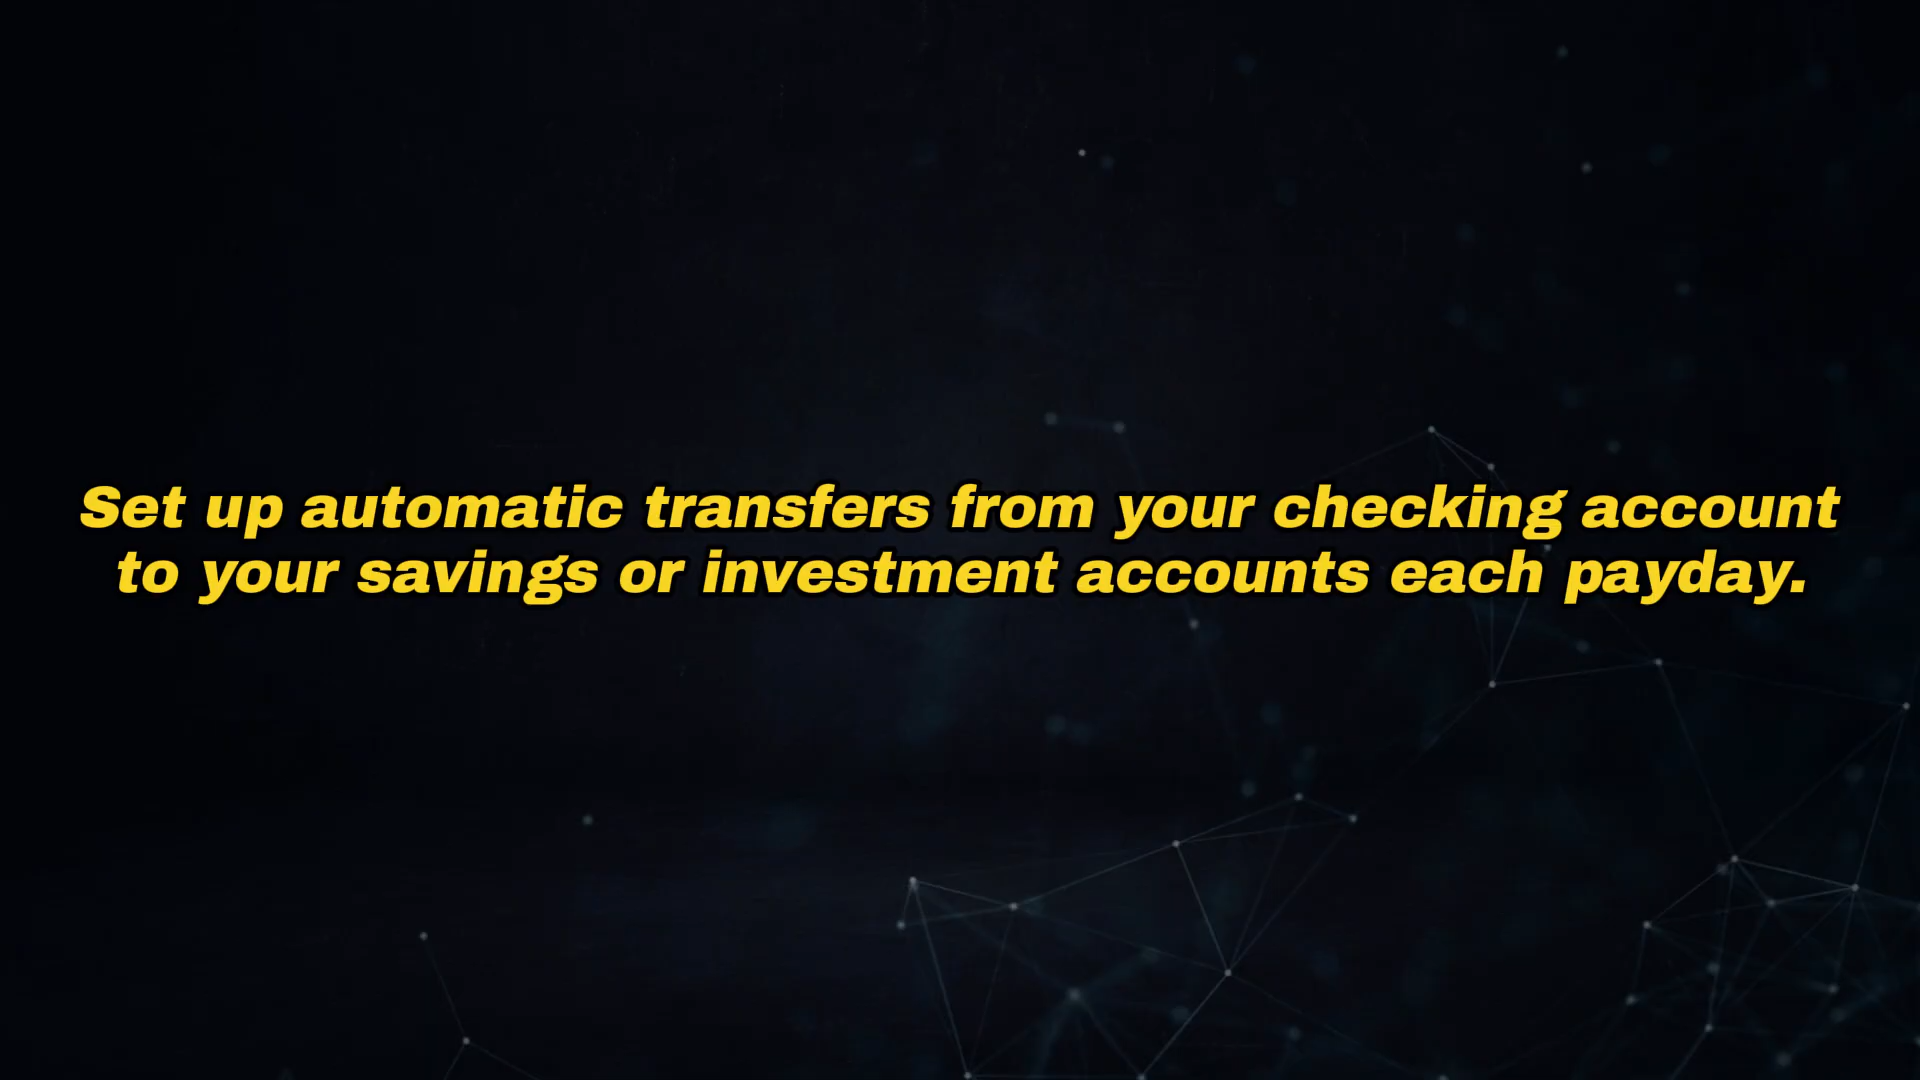 Set up automatic transfers from your checking account
to your savings or investment accounts each payday.